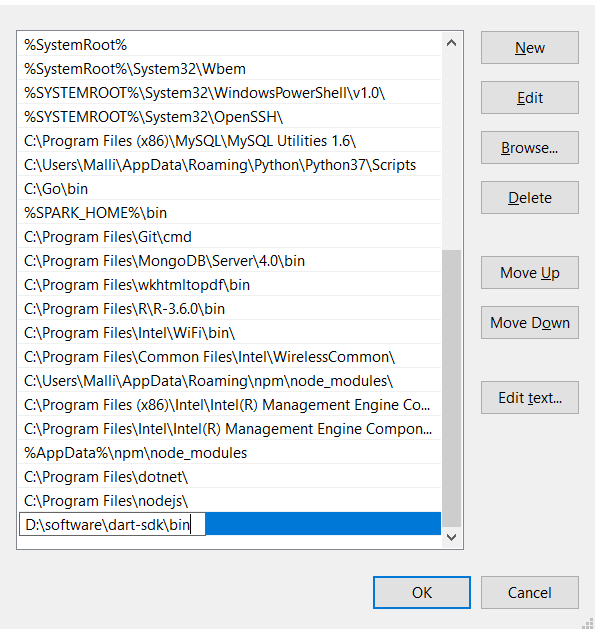 %SystemRoot%
%SystemRoot%\System32\Wbem
%SYSTEMROOT%\System32\WindowsPowerShell\v1.0\
%SYSTEMROOT%\System32\OpenSSH\
C:\Program Files (x86)\MySQL\MySQL Utilities 1.6\
C:\Users\Malli\AppData\Roaming\Python\Python37\Scripts
C:\Go\bin
%SPARK_HOME%\bin
C:\Program Files\Git\cmd
C:\Program Files\MongoDB\Server\4.0\bin
C:\Program Files\wkhtmltopdf\bin
C:\Program Files\R\R-3.6.0\bin
C:\Program Files\Intel\WiFi\bin\
C:\Program Files\Common Files\Intel\WirelessCommon\
C:\Users\Malli\AppData\Roaming\npm\node_modules\
C:\Program Files (x86)\Intel\Intel(R) Management Engine Co...
C:\Program Files\Intel\Intel(R) Management Engine Compon...
%AppData%\npm\node_modules
C:\Program Files\dotnet\
C:\Program Files\nodejs\
D:\software\dart-sdk\bin
New
Edit
Browse...
Delete
Move Up
Move Down
Edit text...
OK
Cancel